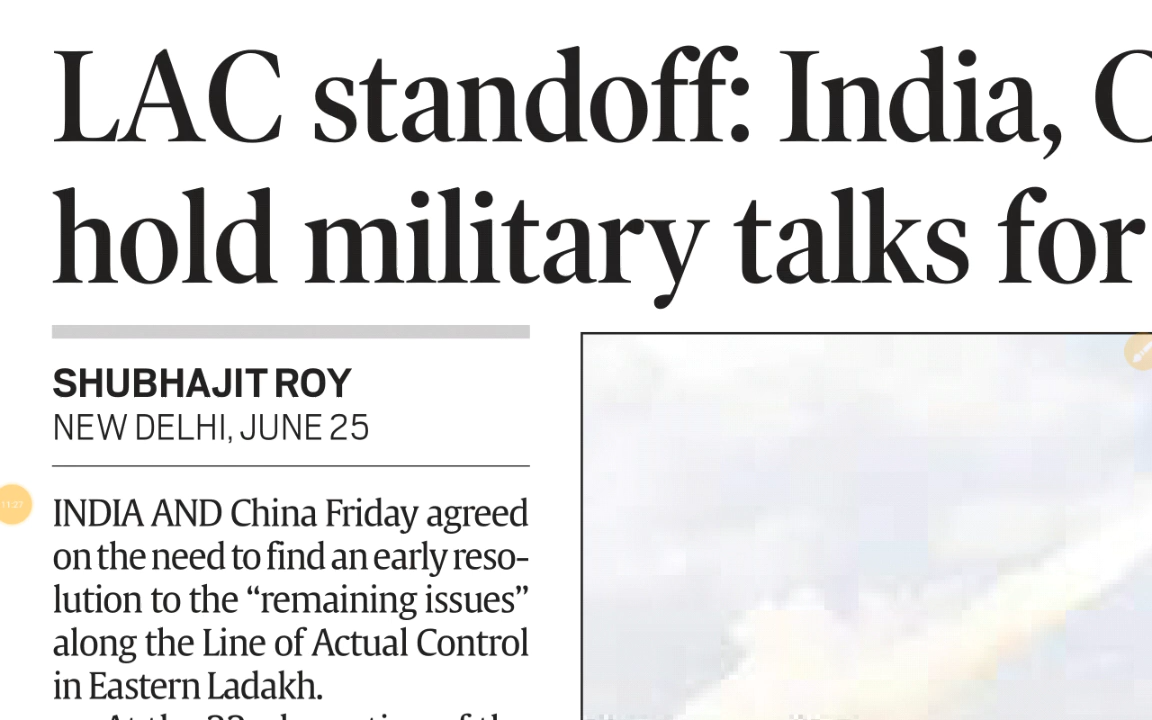 LAC standoff: India,
hold military talks for
SHUBHAJIT ROY
NEW DELHI, JUNE 25
INDIA AND China Friday agreed
on the need to find an early reso-
lution to the “remaining issues”
along the Line of Actual Control
in Eastern Ladakh.
11:27